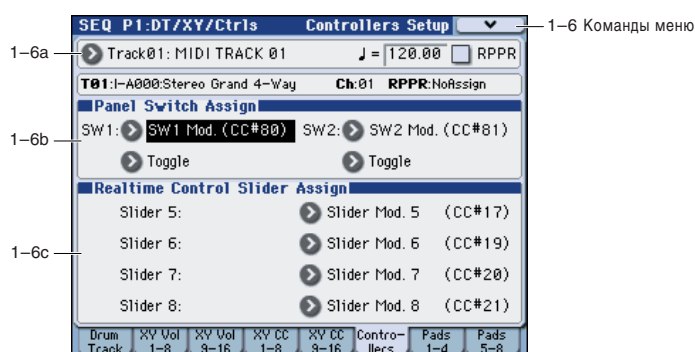 SEQ P1:DT/XY/Ctrls Controllers Setup
1–6 Команды меню
1–6a
Track01: MIDI TRACK 01 ♩= 120.00 RPPR
T01:I-A000:Stereo Grand 4-Way Ch:01 RPPR:NoAssign
Panel Switch Assign
1–6b
SW1: SW1 Mod. (CC#80) SW2: SW2 Mod. (CC#81)
Toggle Toggle
Realtime Control Slider Assign
Slider 5: Slider Mod. 5 (CC#17)
Slider 6: Slider Mod. 6 (CC#19)
1–6c
Slider 7: Slider Mod. 7 (CC#20)
Slider 8: Slider Mod. 8 (CC#21)
Drum Track XY Vol 1-8 XY Vol 9-16 XY CC 1-8 XY CC 9-16 Contro-llers Pads 1-4 Pads 5-8